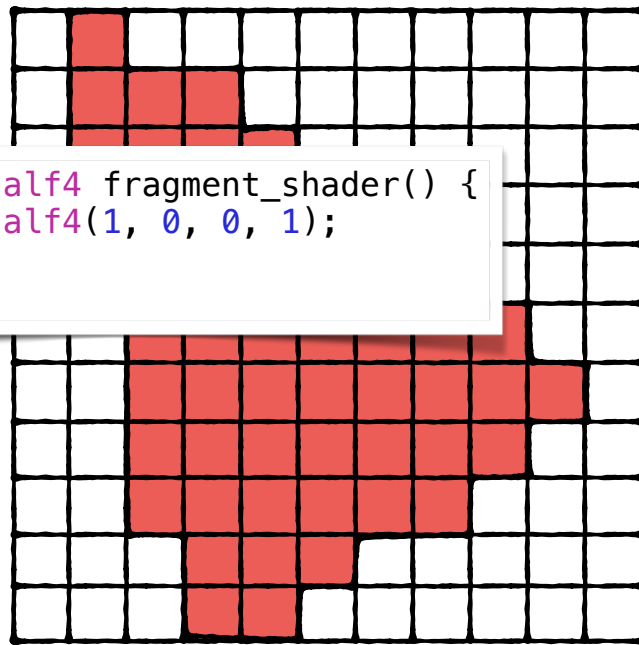 alf4 fragment_shader() {
alf4(1, 0, 0, 1);